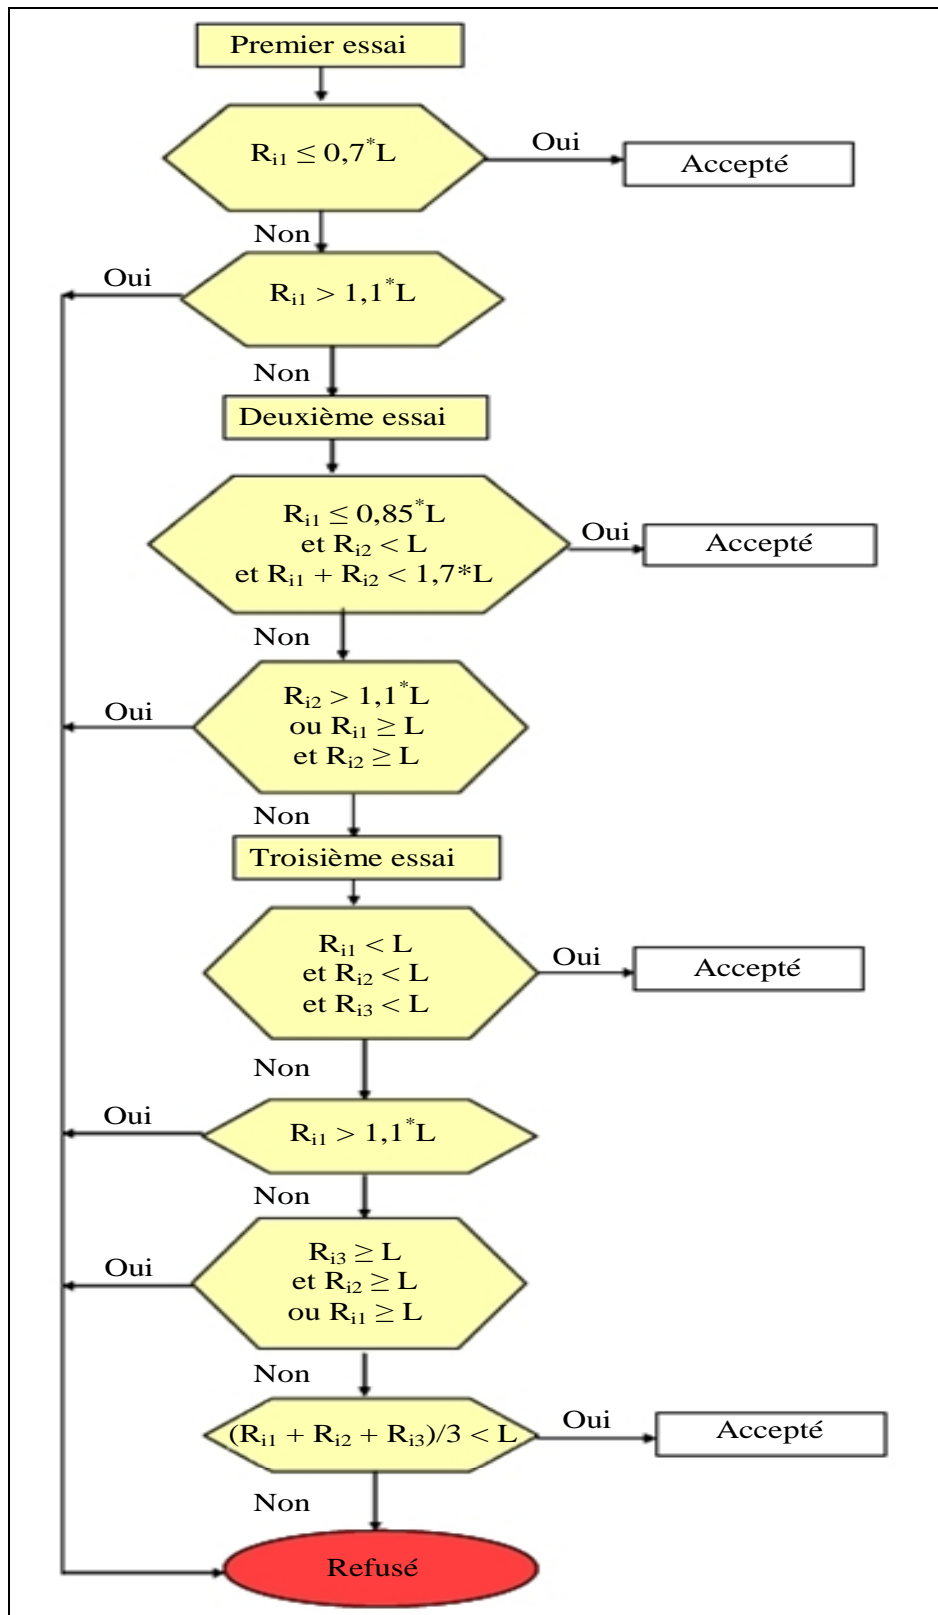 Premier essai
Ri1 ≤ 0,7*L
Oui
Accepté
Non
Oui
Ri1 > 1,1*L
Non
Deuxième essai
Ri1 ≤ 0,85*L
et Ri2 < L
et Ri1 + Ri2 < 1,7*L
Oui
Accepté
Non
Oui
Ri2 > 1,1*L
ou Ri1 ≥ L
et Ri2 ≥ L
Non
Troisième essai
Ri1 < L
et Ri2 < L
et Ri3 < L
Oui
Accepté
Non
Oui
Ri1 > 1,1*L
Non
Oui
Ri3 ≥ L
et Ri2 ≥ L
ou Ri1 ≥ L
Non
(Ri1 + Ri2 + Ri3)/3 < L
Oui
Accepté
Non
Refusé